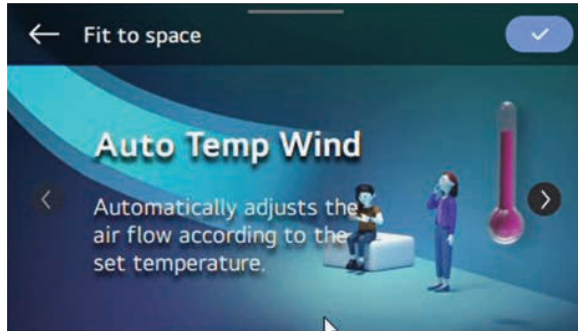 Fit to space
Auto Temp Wind
Automatically adjusts the
air flow according to the
set temperature.